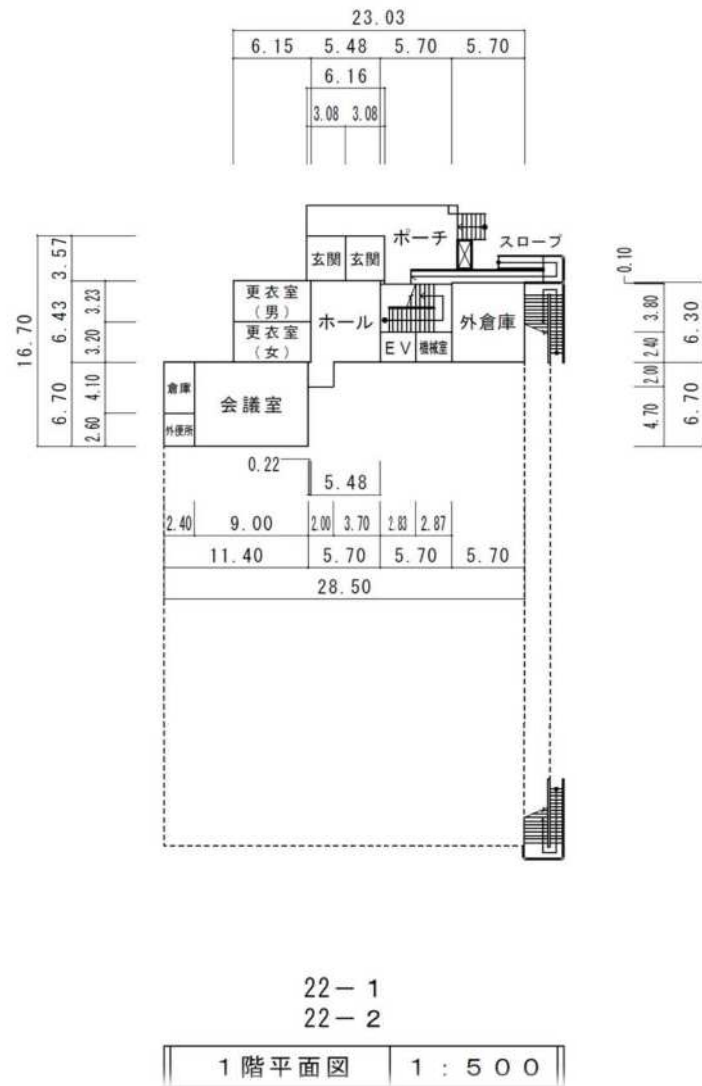 23.03
6.15 5.48 5.70 5.70
6.16
3.08 3.08
ポーチ
スロープ
玄関 玄関
更衣室
(男)
ホール
外倉庫
更衣室
(女)
EV 機械室
倉庫
会議室
外便所
16.70
3.57
6.43
6.70
3.23
3.20
4.10
2.60
0.10
3.80
2.40
2.00
4.70
6.30
6.70
0.22
5.48
2.40 9.00 2.00 3.70 2.83 2.87
11.40 5.70 5.70 5.70
28.50
22-1
22-2
1階平面図 1:500